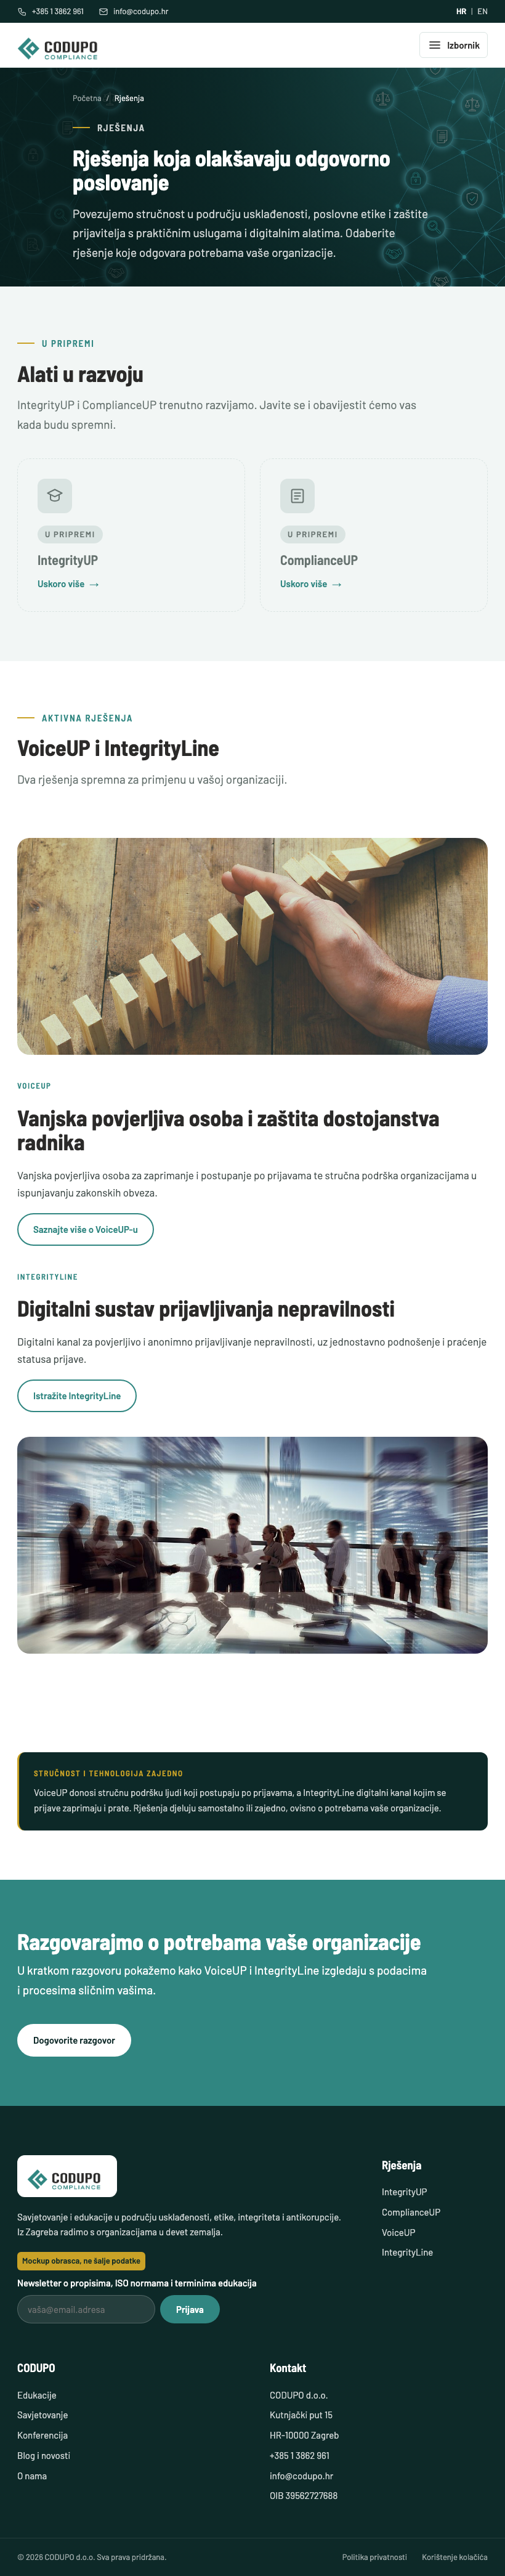 +385 1 3862 961
info@codupo.hr
HR | EN
CODUPO
COMPLIANCE
Izbornik
Početna / Rješenja
RJEŠENJA
Rješenja koja olakšavaju odgovorno
poslovanje
Povezujemo stručnost u području usklađenosti, poslovne etike i zaštite
prijavitelja s praktičnim uslugama i digitalnim alatima. Odaberite
rješenje koje odgovara potrebama vaše organizacije.
U PRIPREMI
Alati u razvoju
IntegrityUP i ComplianceUP trenutno razvijamo. Javite se i obavijestit ćemo vas
kada budu spremni.
U PRIPREMI
IntegrityUP
Uskoro više →
U PRIPREMI
ComplianceUP
Uskoro više →
AKTIVNA RJEŠENJA
VoiceUP i IntegrityLine
Dva rješenja spremna za primjenu u vašoj organizaciji.
VOICEUP
Vanjska povjerljiva osoba i zaštita dostojanstva
radnika
Vanjska povjerljiva osoba za zaprimanje i postupanje po prijavama te stručna podrška organizacijama u
ispunjavanju zakonskih obveza.
Saznajte više o VoiceUP-u
INTEGRITYLINE
Digitalni sustav prijavljivanja nepravilnosti
Digitalni kanal za povjerljivo i anonimno prijavljivanje nepravilnosti, uz jednostavno podnošenje i praćenje
statusa prijave.
Istražite IntegrityLine
STRUČNOST I TEHNOLOGIJA ZAJEDNO
VoiceUP donosi stručnu podršku ljudi koji postupaju po prijavama, a IntegrityLine digitalni kanal kojim se
prijave zaprimaju i prate. Rješenja djeluju samostalno ili zajedno, ovisno o potrebama vaše organizacije.
Razgovarajmo o potrebama vaše organizacije
U kratkom razgovoru pokažemo kako VoiceUP i IntegrityLine izgledaju s podacima
i procesima sličnim vašima.
Dogovorite razgovor
CODUPO
COMPLIANCE
Savjetovanje i edukacije u području usklađenosti, etike, integriteta i antikorupcije.
Iz Zagreba radimo s organizacijama u devet zemalja.
Mockup obrasca, ne šalje podatke
Newsletter o propisima, ISO normama i terminima edukacija
vaša@email.adresa
Prijava
Rješenja
IntegrityUP
ComplianceUP
VoiceUP
IntegrityLine
CODUPO
Edukacije
Savjetovanje
Konferencija
Blog i novosti
O nama
Kontakt
CODUPO d.o.o.
Kutnjački put 15
HR-10000 Zagreb
+385 1 3862 961
info@codupo.hr
OIB 39562727688
© 2026 CODUPO d.o.o. Sva prava pridržana.
Politika privatnosti
Korištenje kolačića